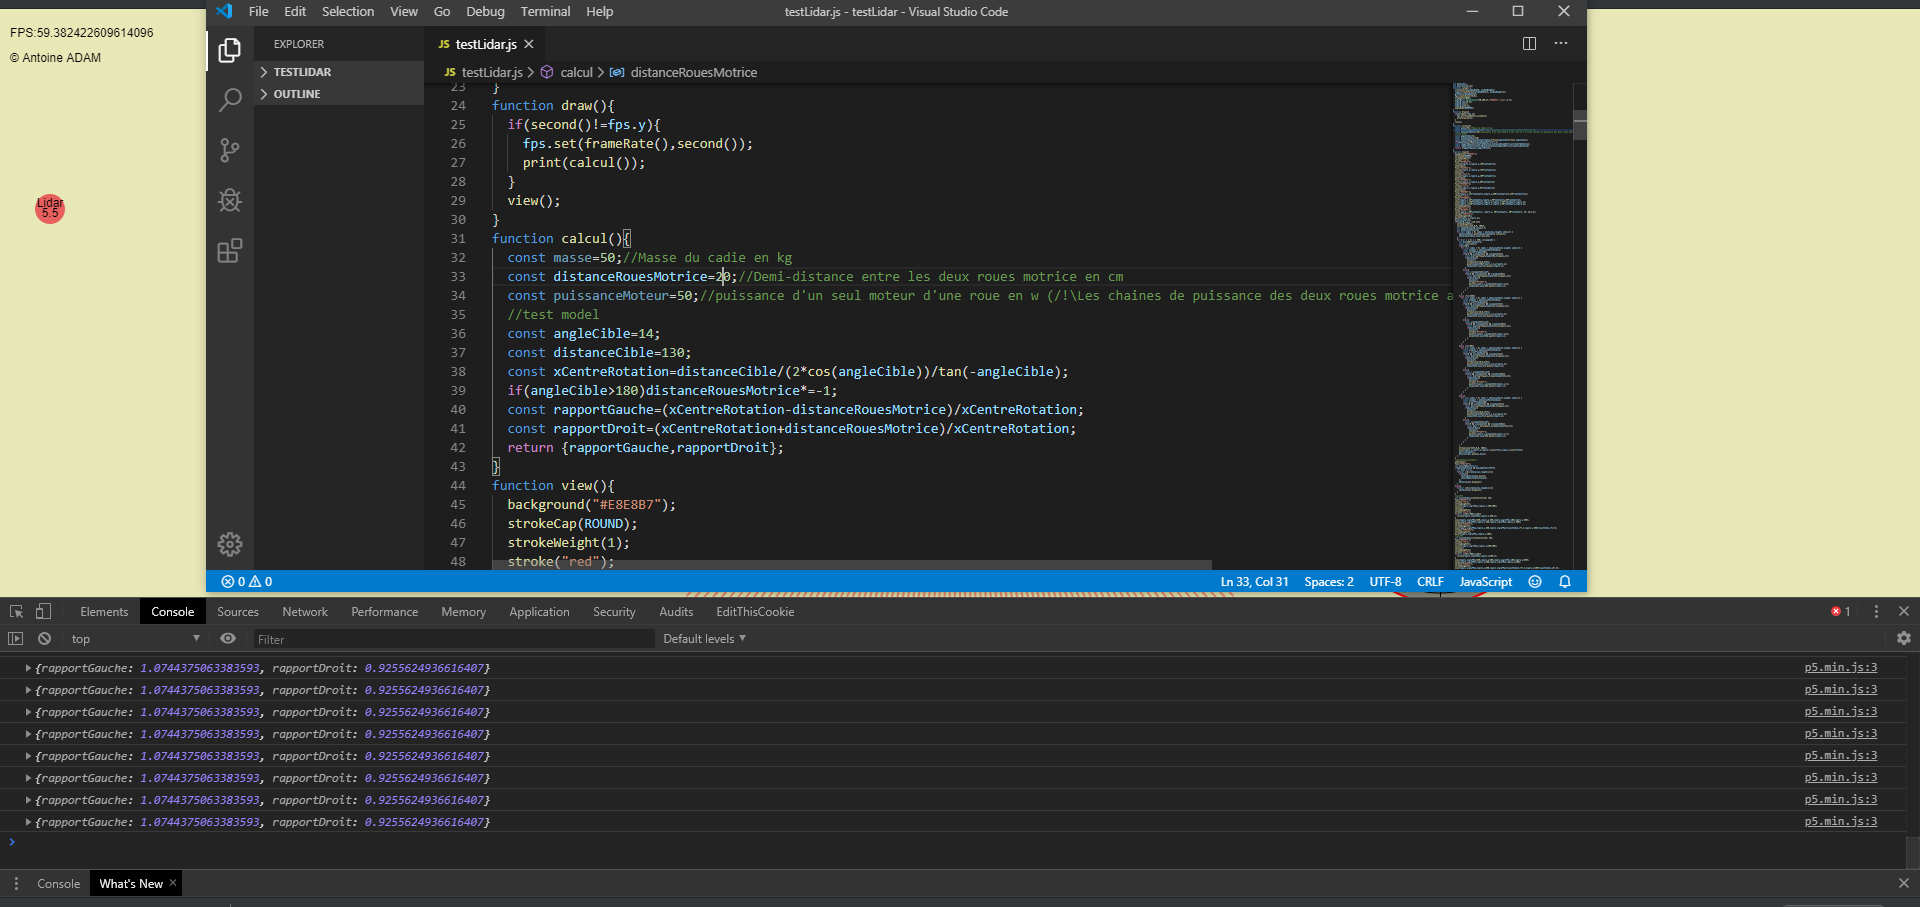 FPS:59.382422609614096
© Antoine ADAM
Lidar
5.5
File Edit Selection View Go Debug Terminal Help
testLidar.js - testLidar - Visual Studio Code
EXPLORER
TESTLIDAR
OUTLINE
JS testLidar.js
JS testLidar.js > calcul > distanceRouesMotrice
23 }
24 function draw(){
25 if(second()!=fps.y){
26 fps.set(frameRate(),second());
27 print(calcul());
28 }
29 view();
30 }
31 function calcul(){
32 const masse=50;//Masse du cadie en kg
33 const distanceRouesMotrice=20;//Demi-distance entre les deux roues motrice en cm
34 const puissanceMoteur=50;//puissance d'un seul moteur d'une roue en w (/!\Les chaines de puissance des deux roues motrice a
35 //test model
36 const angleCible=14;
37 const distanceCible=130;
38 const xCentreRotation=distanceCible/(2*cos(angleCible))/tan(-angleCible);
39 if(angleCible>180)distanceRouesMotrice*=-1;
40 const rapportGauche=(xCentreRotation-distanceRouesMotrice)/xCentreRotation;
41 const rapportDroit=(xCentreRotation+distanceRouesMotrice)/xCentreRotation;
42 return {rapportGauche,rapportDroit};
43 }
44 function view(){
45 background("#E8E8B7");
46 strokeCap(ROUND);
47 strokeWeight(1);
48 stroke("red");
0 0
Ln 33, Col 31 Spaces: 2 UTF-8 CRLF JavaScript
Elements Console Sources Network Performance Memory Application Security Audits EditThisCookie 1
top Filter Default levels
{rapportGauche: 1.0744375063383593, rapportDroit: 0.9255624936616407} p5.min.js:3
{rapportGauche: 1.0744375063383593, rapportDroit: 0.9255624936616407} p5.min.js:3
{rapportGauche: 1.0744375063383593, rapportDroit: 0.9255624936616407} p5.min.js:3
{rapportGauche: 1.0744375063383593, rapportDroit: 0.9255624936616407} p5.min.js:3
{rapportGauche: 1.0744375063383593, rapportDroit: 0.9255624936616407} p5.min.js:3
{rapportGauche: 1.0744375063383593, rapportDroit: 0.9255624936616407} p5.min.js:3
{rapportGauche: 1.0744375063383593, rapportDroit: 0.9255624936616407} p5.min.js:3
{rapportGauche: 1.0744375063383593, rapportDroit: 0.9255624936616407} p5.min.js:3
Console What's New